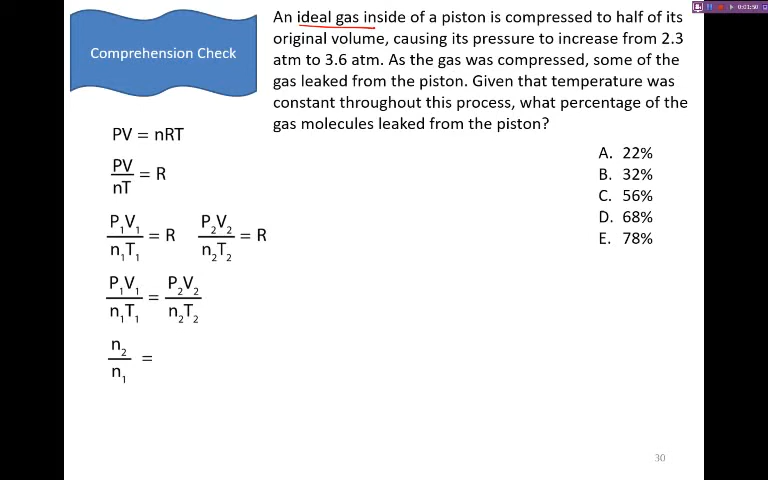 0:01:50
Comprehension Check
An ideal gas inside of a piston is compressed to half of its
original volume, causing its pressure to increase from 2.3
atm to 3.6 atm. As the gas was compressed, some of the
gas leaked from the piston. Given that temperature was
constant throughout this process, what percentage of the
gas molecules leaked from the piston?
A. 22%
B. 32%
C. 56%
D. 68%
E. 78%
PV = nRT
PV/nT = R
P₁V₁/n₁T₁ = R P₂V₂/n₂T₂ = R
P₁V₁/n₁T₁ = P₂V₂/n₂T₂
n₂/n₁ =
30